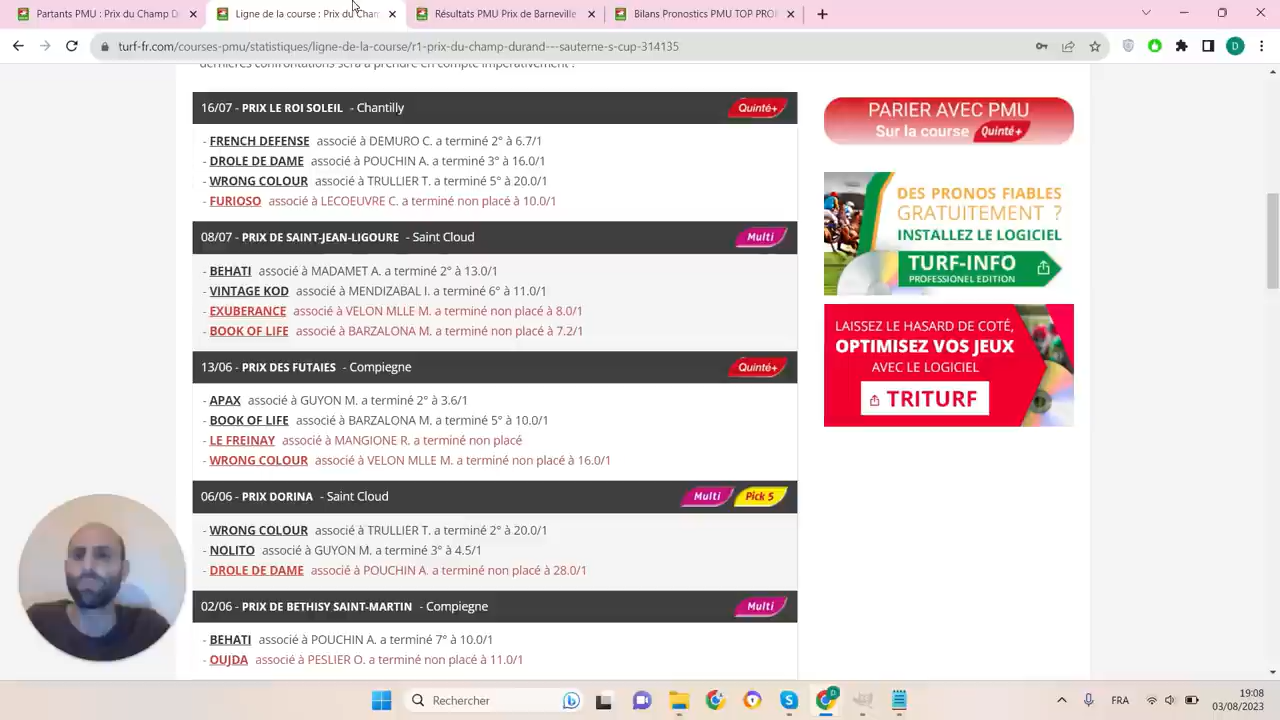 Ligne de la course : Prix du
Prix du Chantilly
Saint Cloud : Prix de Benouville
Bilans Pronostics PMU TOP PRO
turf-fr.com/courses-pmu/statistiques/ligne-de-la-course/r1-prix-du-champ-durand---sauterne-s-cup-314135
dernières confrontations sera à prendre en compte impérativement !
16/07 - PRIX LE ROI SOLEIL - Chantilly Quinté+
- FRENCH DEFENSE associé à DEMURO C. a terminé 2° à 6.7/1
- DROLE DE DAME associé à POUCHIN A. a terminé 3° à 16.0/1
- WRONG COLOUR associé à TRULLIER T. a terminé 5° à 20.0/1
- FURIOSO associé à LECOEUVRE C. a terminé non placé à 10.0/1
08/07 - PRIX DE SAINT-JEAN-LIGOURE - Saint Cloud Multi
- BEHATI associé à MADAMET A. a terminé 2° à 13.0/1
- VINTAGE KOD associé à MENDIZABAL I. a terminé 6° à 11.0/1
- EXUBERANCE associé à VELON MLLE M. a terminé non placé à 8.0/1
- BOOK OF LIFE associé à BARZALONA M. a terminé non placé à 7.2/1
13/06 - PRIX DES FUTAIES - Compiegne Quinté+
- APAX associé à GUYON M. a terminé 2° à 3.6/1
- BOOK OF LIFE associé à BARZALONA M. a terminé 5° à 10.0/1
- LE FREINAY associé à MANGIONE R. a terminé non placé
- WRONG COLOUR associé à VELON MLLE M. a terminé non placé à 16.0/1
06/06 - PRIX DORINA - Saint Cloud Multi Pick 5
- WRONG COLOUR associé à TRULLIER T. a terminé 2° à 20.0/1
- NOLITO associé à GUYON M. a terminé 3° à 4.5/1
- DROLE DE DAME associé à POUCHIN A. a terminé non placé à 28.0/1
02/06 - PRIX DE BETHISY SAINT-MARTIN - Compiegne Multi
- BEHATI associé à POUCHIN A. a terminé 7° à 10.0/1
- OUJDA associé à PESLIER O. a terminé non placé à 11.0/1
PARIER AVEC PMU
Sur la course Quinté+
DES PRONOS FIABLES
GRATUITEMENT ?
INSTALLEZ LE LOGICIEL
TURF-INFO
PROFESSIONEL EDITION
LAISSEZ LE HASARD DE COTÉ,
OPTIMISEZ VOS JEUX
AVEC LE LOGICIEL
TRITURF
Rechercher
FRA
19:08
03/08/2023